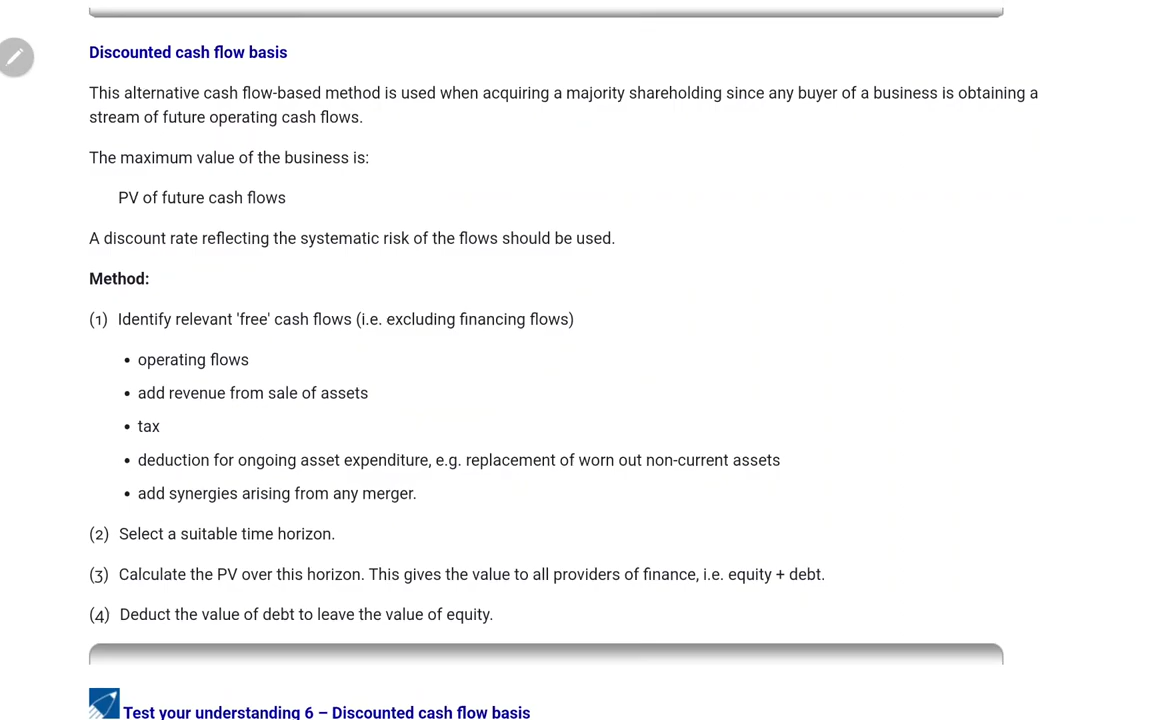 Discounted cash flow basis
This alternative cash flow-based method is used when acquiring a majority shareholding since any buyer of a business is obtaining a
stream of future operating cash flows.
The maximum value of the business is:
PV of future cash flows
A discount rate reflecting the systematic risk of the flows should be used.
Method:
(1) Identify relevant 'free' cash flows (i.e. excluding financing flows)
• operating flows
• add revenue from sale of assets
• tax
• deduction for ongoing asset expenditure, e.g. replacement of worn out non-current assets
• add synergies arising from any merger.
(2) Select a suitable time horizon.
(3) Calculate the PV over this horizon. This gives the value to all providers of finance, i.e. equity + debt.
(4) Deduct the value of debt to leave the value of equity.
Test your understanding 6 – Discounted cash flow basis